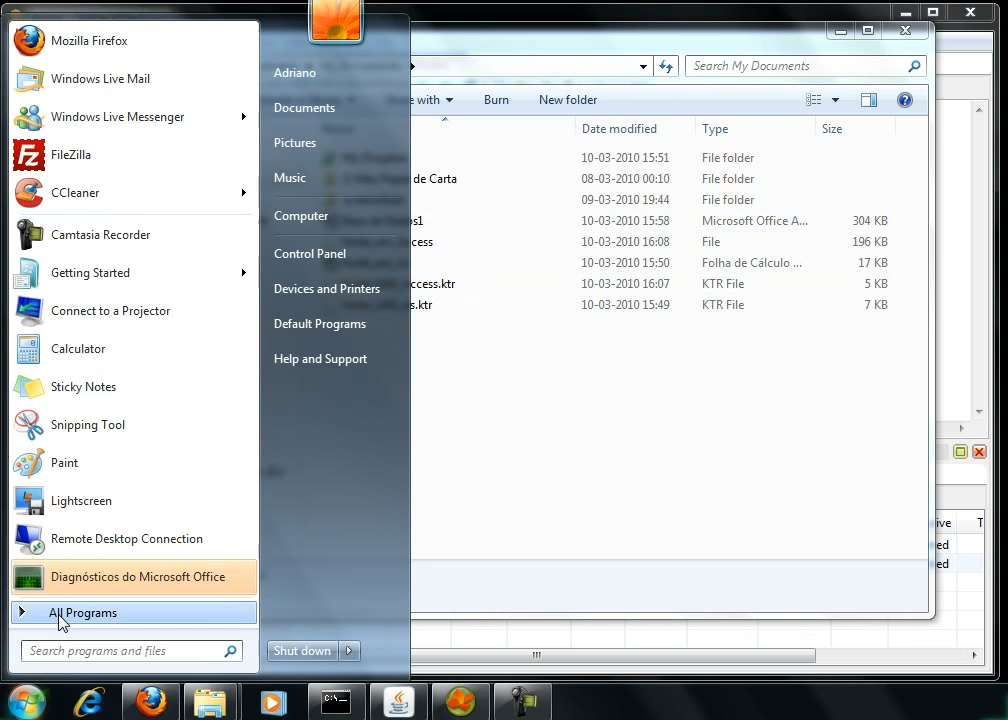 Mozilla Firefox
Windows Live Mail
Windows Live Messenger
FileZilla
CCleaner
Camtasia Recorder
Getting Started
Connect to a Projector
Calculator
Sticky Notes
Snipping Tool
Paint
Lightscreen
Remote Desktop Connection
Diagnósticos do Microsoft Office
All Programs
Search programs and files
Adriano
Documents
Pictures
Music
Computer
Control Panel
Devices and Printers
Default Programs
Help and Support
Shut down
Search My Documents
with Burn New folder
Date modified Type Size
10-03-2010 15:51 File folder
de Carta 08-03-2010 00:10 File folder
09-03-2010 19:44 File folder
10-03-2010 15:58 Microsoft Office A... 304 KB
10-03-2010 16:08 File 196 KB
10-03-2010 15:50 Folha de Cálculo ... 17 KB
10-03-2010 16:07 KTR File 5 KB
10-03-2010 15:49 KTR File 7 KB
ive T
ed
ed
C:\